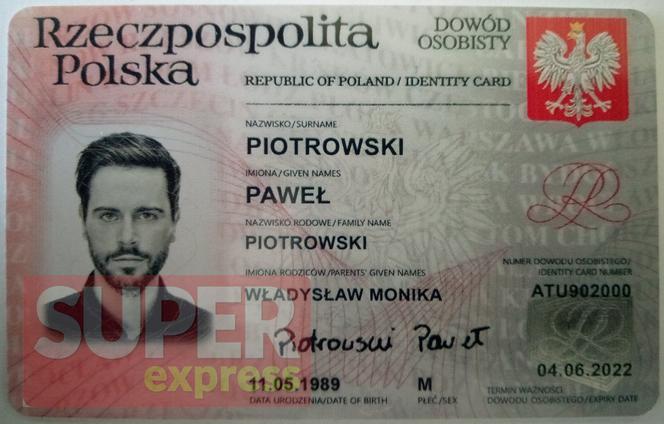 Rzeczpospolita
Polska
DOWÓD
OSOBISTY
REPUBLIC OF POLAND / IDENTITY CARD
NAZWISKO/SURNAME
PIOTROWSKI
IMIONA/GIVEN NAMES
PAWEŁ
NAZWISKO RODOWE/FAMILY NAME
PIOTROWSKI
IMIONA RODZICÓW/PARENTS' GIVEN NAMES
WŁADYSŁAW MONIKA
NUMER DOWODU OSOBISTEGO/
IDENTITY CARD NUMBER
ATU902000
Piotrowski Paweł
SUPER
express
11.05.1989
M
04.06.2022
DATA URODZENIA/DATE OF BIRTH
PŁEĆ/SEX
TERMIN WAŻNOŚCI
DOWODU OSOBISTEGO/EXPIRY DATE